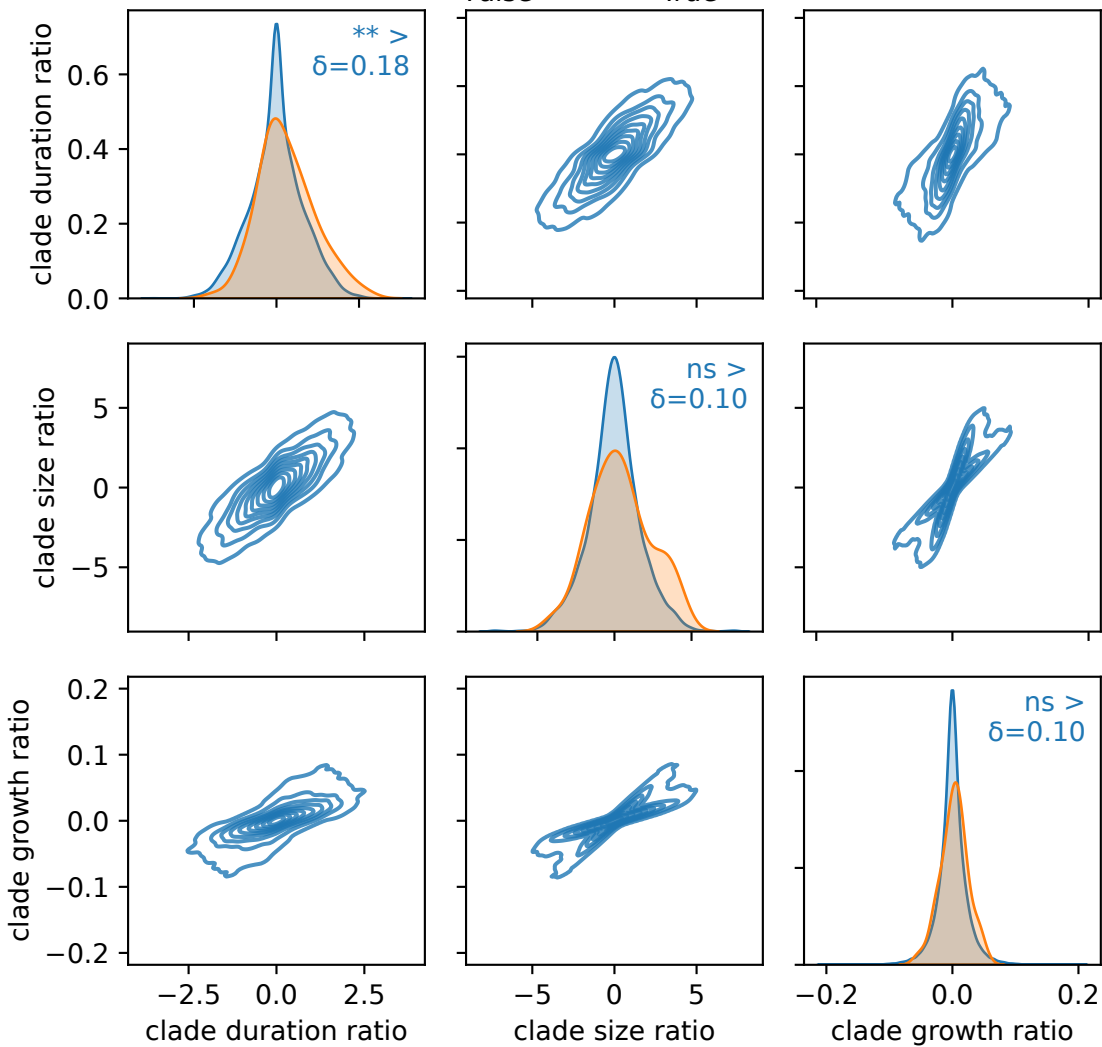 ** >
δ=0.18
clade duration ratio
0.6
0.4
0.2
0.0
ns >
δ=0.10
clade size ratio
5
0
−5
ns >
δ=0.10
clade growth ratio
0.2
0.1
0.0
−0.1
−0.2
−2.5 0.0 2.5
−5 0 5
−0.2 0.0 0.2
clade duration ratio
clade size ratio
clade growth ratio